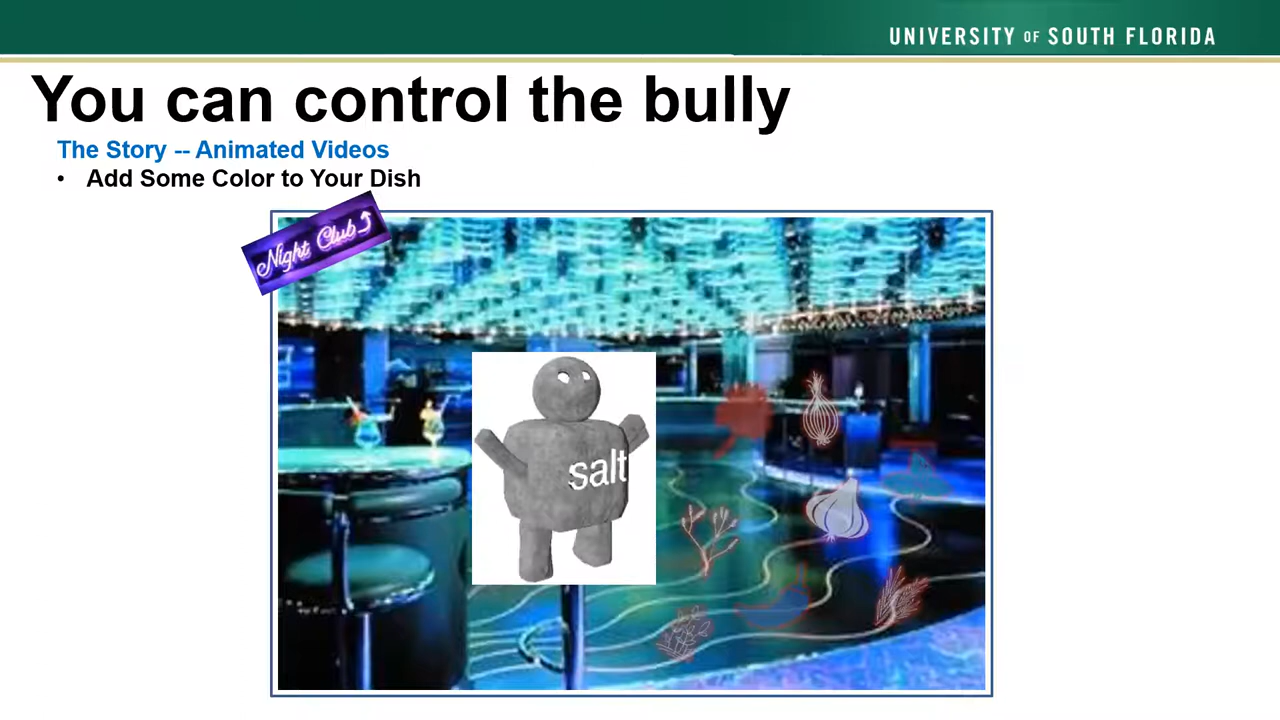 UNIVERSITY OF SOUTH FLORIDA
You can control the bully
The Story -- Animated Videos
• Add Some Color to Your Dish
Night Club
salt